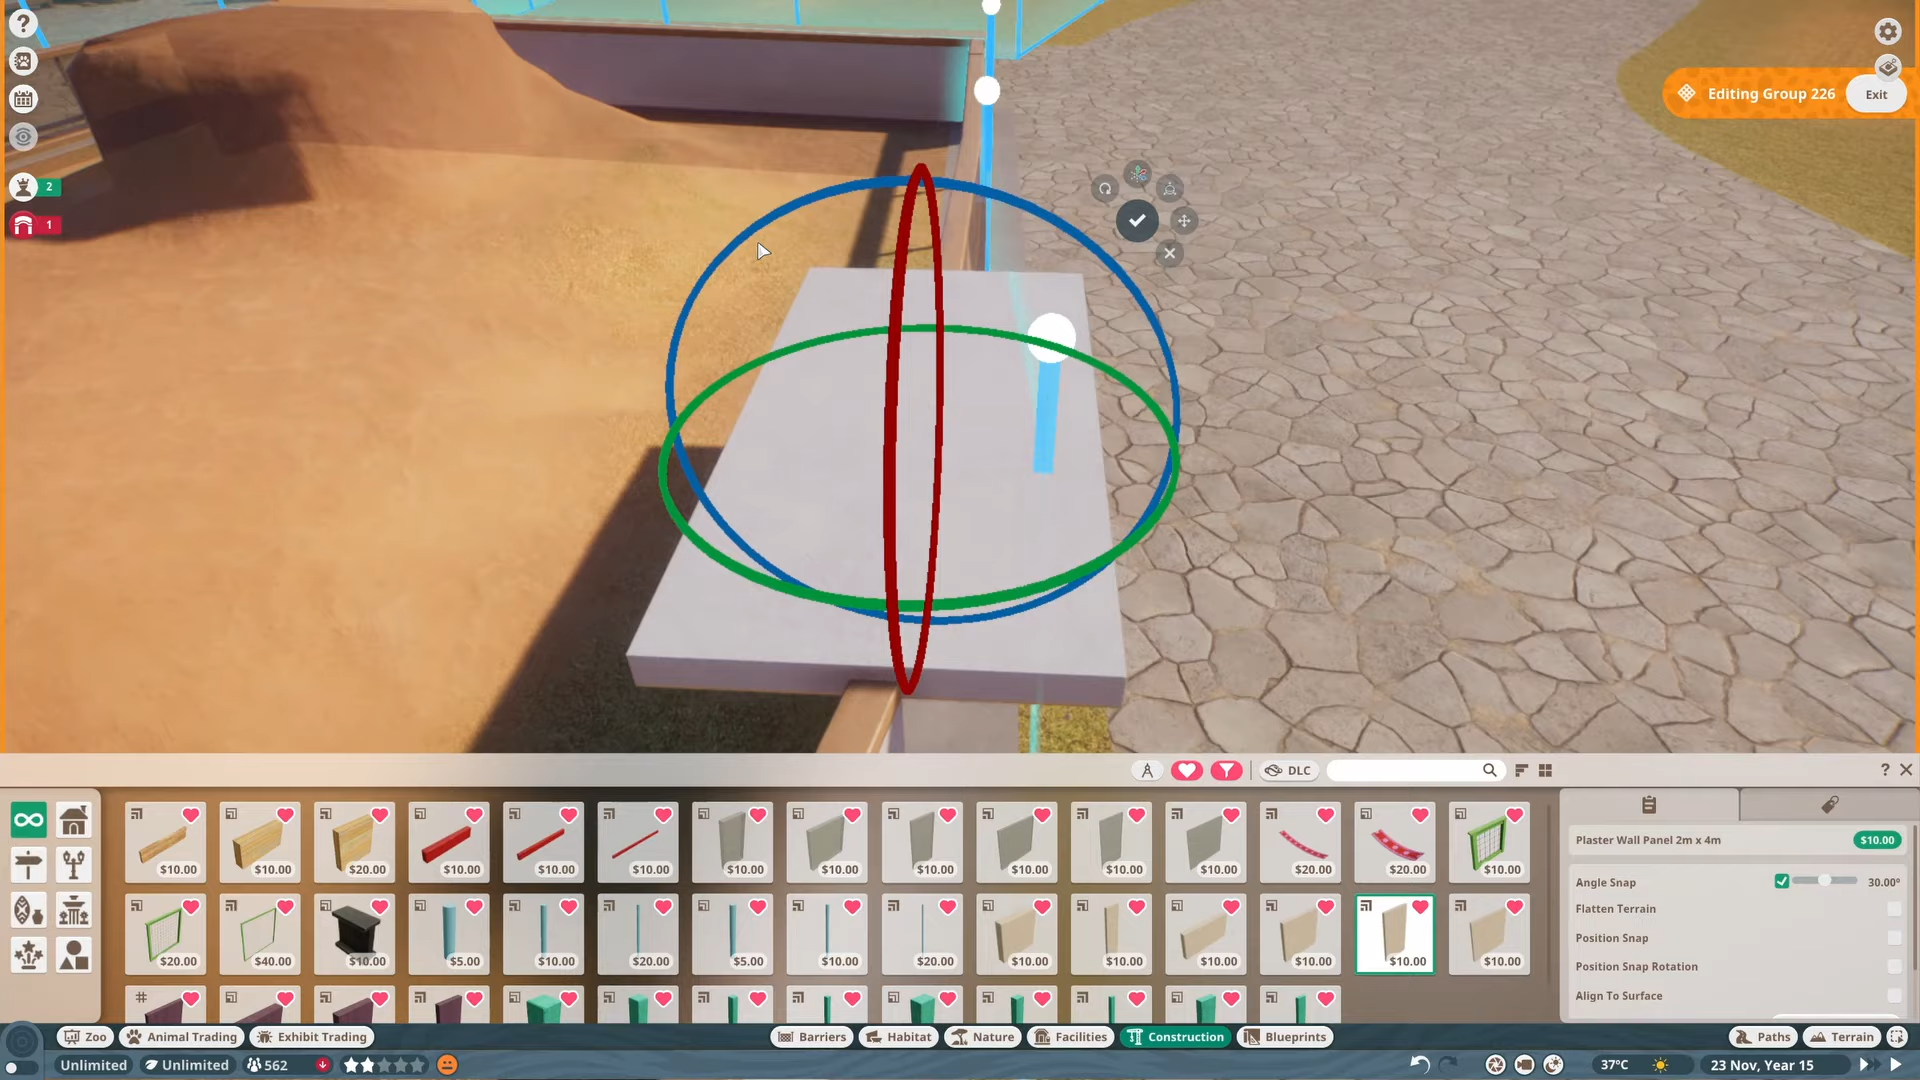 2
1
Editing Group 226
Exit
DLC
$10.00
$10.00
$20.00
$10.00
$10.00
$10.00
$10.00
$10.00
$10.00
$10.00
$10.00
$10.00
$20.00
$20.00
$10.00
$20.00
$40.00
$10.00
$5.00
$10.00
$20.00
$5.00
$10.00
$20.00
$10.00
$10.00
$10.00
$10.00
$10.00
$10.00
Plaster Wall Panel 2m x 4m $10.00
Angle Snap 30.00°
Flatten Terrain
Position Snap
Position Snap Rotation
Align To Surface
Zoo Animal Trading Exhibit Trading Barriers Habitat Nature Facilities Construction Blueprints Paths Terrain
Unlimited Unlimited 562 37°C 23 Nov, Year 15